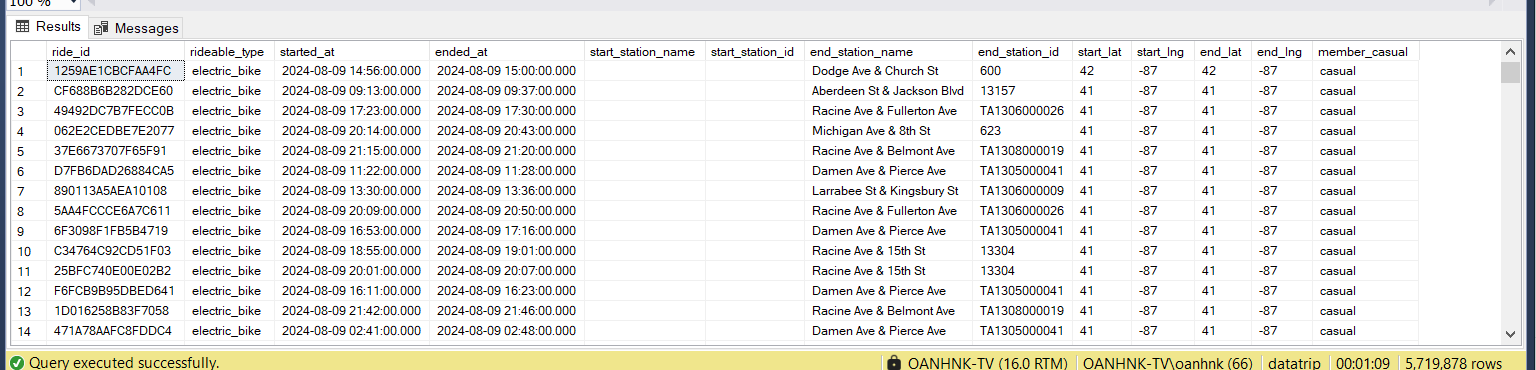 100 %
Results Messages
ride_id rideable_type started_at ended_at start_station_name start_station_id end_station_name end_station_id start_lat start_lng end_lat end_lng member_casual
1 1259AE1CBCFAA4FC electric_bike 2024-08-09 14:56:00.000 2024-08-09 15:00:00.000 Dodge Ave & Church St 600 42 -87 42 -87 casual
2 CF688B6B282DCE60 electric_bike 2024-08-09 09:13:00.000 2024-08-09 09:37:00.000 Aberdeen St & Jackson Blvd 13157 41 -87 41 -87 casual
3 49492DC7B7FECC0B electric_bike 2024-08-09 17:23:00.000 2024-08-09 17:30:00.000 Racine Ave & Fullerton Ave TA1306000026 41 -87 41 -87 casual
4 062E2CEDBE7E2077 electric_bike 2024-08-09 20:14:00.000 2024-08-09 20:43:00.000 Michigan Ave & 8th St 623 41 -87 41 -87 casual
5 37E6673707F65F91 electric_bike 2024-08-09 21:15:00.000 2024-08-09 21:20:00.000 Racine Ave & Belmont Ave TA1308000019 41 -87 41 -87 casual
6 D7FB6DAD26884CA5 electric_bike 2024-08-09 11:22:00.000 2024-08-09 11:28:00.000 Damen Ave & Pierce Ave TA1305000041 41 -87 41 -87 casual
7 890113A5AEA10108 electric_bike 2024-08-09 13:30:00.000 2024-08-09 13:36:00.000 Larrabee St & Kingsbury St TA1306000009 41 -87 41 -87 casual
8 5AA4FCCCE6A7C611 electric_bike 2024-08-09 20:09:00.000 2024-08-09 20:50:00.000 Racine Ave & Fullerton Ave TA1306000026 41 -87 41 -87 casual
9 6F3098F1FB5B4719 electric_bike 2024-08-09 16:53:00.000 2024-08-09 17:16:00.000 Damen Ave & Pierce Ave TA1305000041 41 -87 41 -87 casual
10 C34764C92CD51F03 electric_bike 2024-08-09 18:55:00.000 2024-08-09 19:01:00.000 Racine Ave & 15th St 13304 41 -87 41 -87 casual
11 25BFC740E00E02B2 electric_bike 2024-08-09 20:01:00.000 2024-08-09 20:07:00.000 Racine Ave & 15th St 13304 41 -87 41 -87 casual
12 F6FCB9B95DBED641 electric_bike 2024-08-09 16:11:00.000 2024-08-09 16:23:00.000 Damen Ave & Pierce Ave TA1305000041 41 -87 41 -87 casual
13 1D016258B83F7058 electric_bike 2024-08-09 21:42:00.000 2024-08-09 21:46:00.000 Racine Ave & Belmont Ave TA1308000019 41 -87 41 -87 casual
14 471A78AAFC8FDDC4 electric_bike 2024-08-09 02:41:00.000 2024-08-09 02:48:00.000 Damen Ave & Pierce Ave TA1305000041 41 -87 41 -87 casual
Query executed successfully. OANHNK-TV (16.0 RTM) OANHNK-TV\oanhnk (66) datatrip 00:01:09 5,719,878 rows